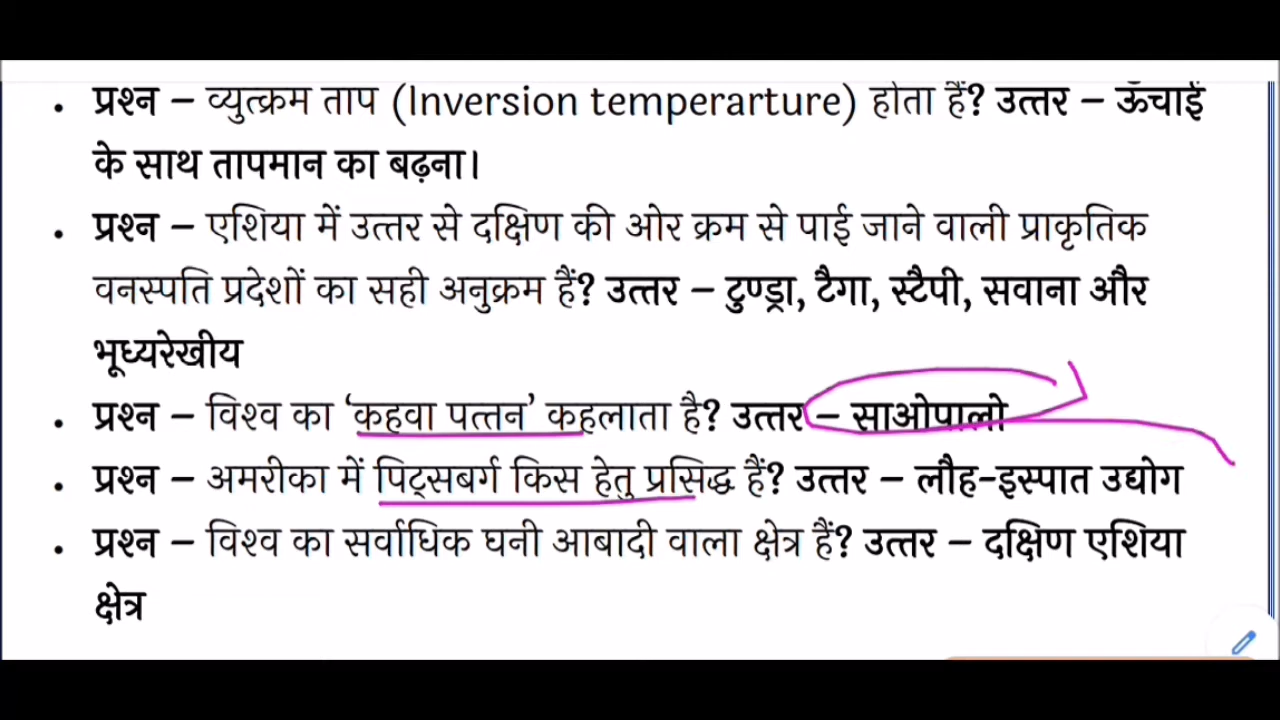 • प्रश्न – व्युत्क्रम ताप (Inversion temperarture) होता हैं? उत्तर – ऊँचाई
के साथ तापमान का बढ़ना।
• प्रश्न – एशिया में उत्तर से दक्षिण की ओर क्रम से पाई जाने वाली प्राकृतिक
वनस्पति प्रदेशों का सही अनुक्रम हैं? उत्तर – टुण्ड्रा, टैगा, स्टैपी, सवाना और
भूध्यरेखीय
• प्रश्न – विश्व का ‘कहवा पत्तन’ कहलाता है? उत्तर – साओपालो
• प्रश्न – अमरीका में पिट्सबर्ग किस हेतु प्रसिद्ध हैं? उत्तर – लौह-इस्पात उद्योग
• प्रश्न – विश्व का सर्वाधिक घनी आबादी वाला क्षेत्र हैं? उत्तर – दक्षिण एशिया
क्षेत्र